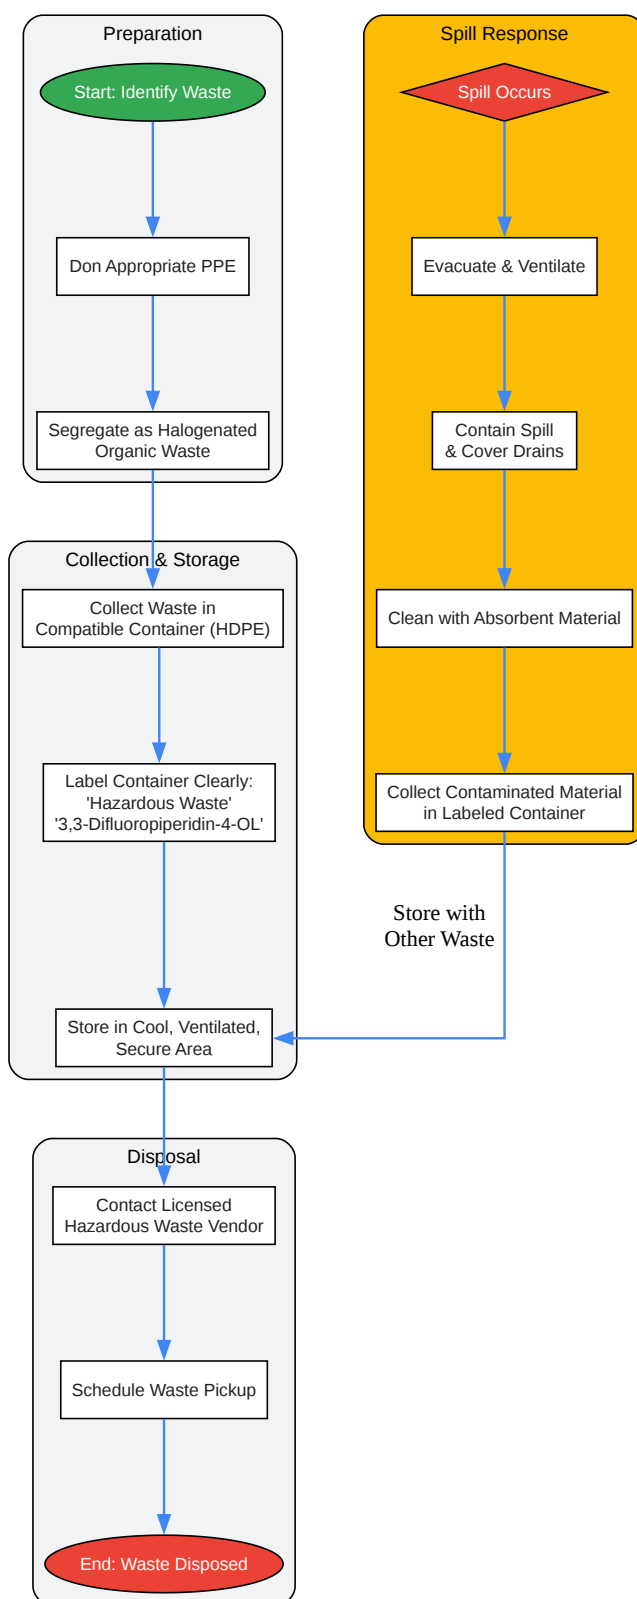 Preparation
Start: Identify Waste
Don Appropriate PPE
Segregate as Halogenated
Organic Waste
Collection & Storage
Collect Waste in
Compatible Container (HDPE)
Label Container Clearly:
'Hazardous Waste'
'3,3-Difluoropiperidin-4-OL'
Store in Cool, Ventilated,
Secure Area
Disposal
Contact Licensed
Hazardous Waste Vendor
Schedule Waste Pickup
End: Waste Disposed
Spill Response
Spill Occurs
Evacuate & Ventilate
Contain Spill
& Cover Drains
Clean with Absorbent Material
Collect Contaminated Material
in Labeled Container
Store with
Other Waste